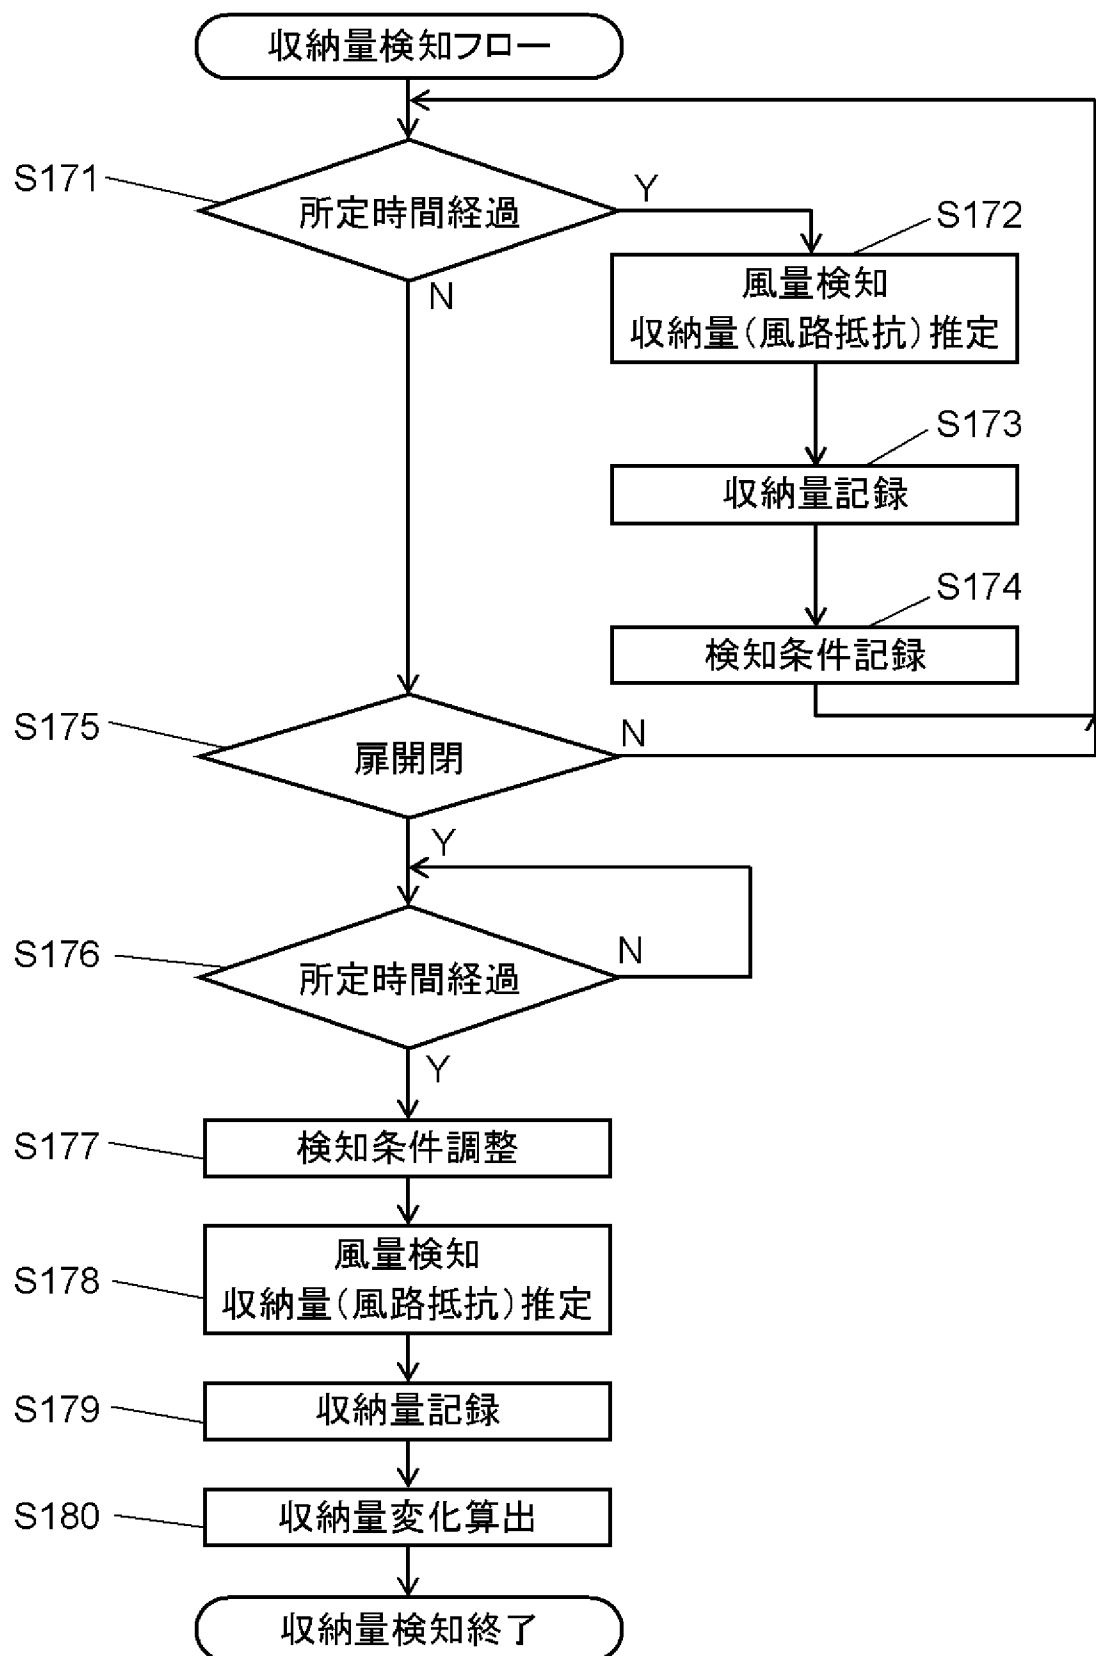 収納量検知フロー
S171
所定時間経過
Y
N
S172
風量検知
収納量(風路抵抗)推定
S173
収納量記録
S174
検知条件記録
S175
扉開閉
N
Y
S176
所定時間経過
N
Y
S177
検知条件調整
S178
風量検知
収納量(風路抵抗)推定
S179
収納量記録
S180
収納量変化算出
収納量検知終了